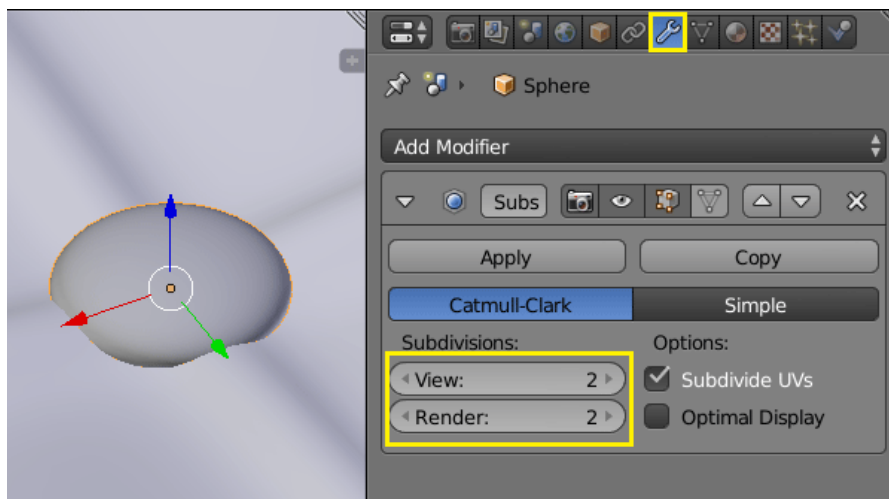 Sphere
Add Modifier
Subs
Apply Copy
Catmull-Clark Simple
Subdivisions: Options:
View: 2 Subdivide UVs
Render: 2 Optimal Display